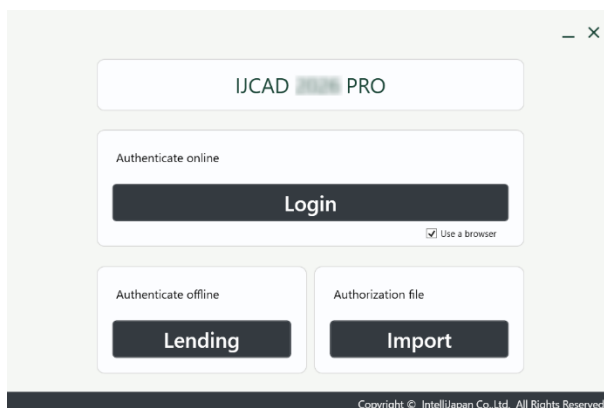 IJCAD PRO
Authenticate online
Login
Use a browser
Authenticate offline
Lending
Authorization file
Import
Copyright © IntelliJapan Co.,Ltd. All Rights Reserved